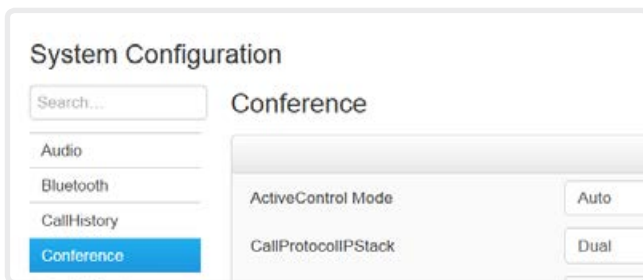 System Configuration
Search...
Audio
Bluetooth
CallHistory
Conference
Conference
ActiveControl Mode
Auto
CallProtocolIPStack
Dual